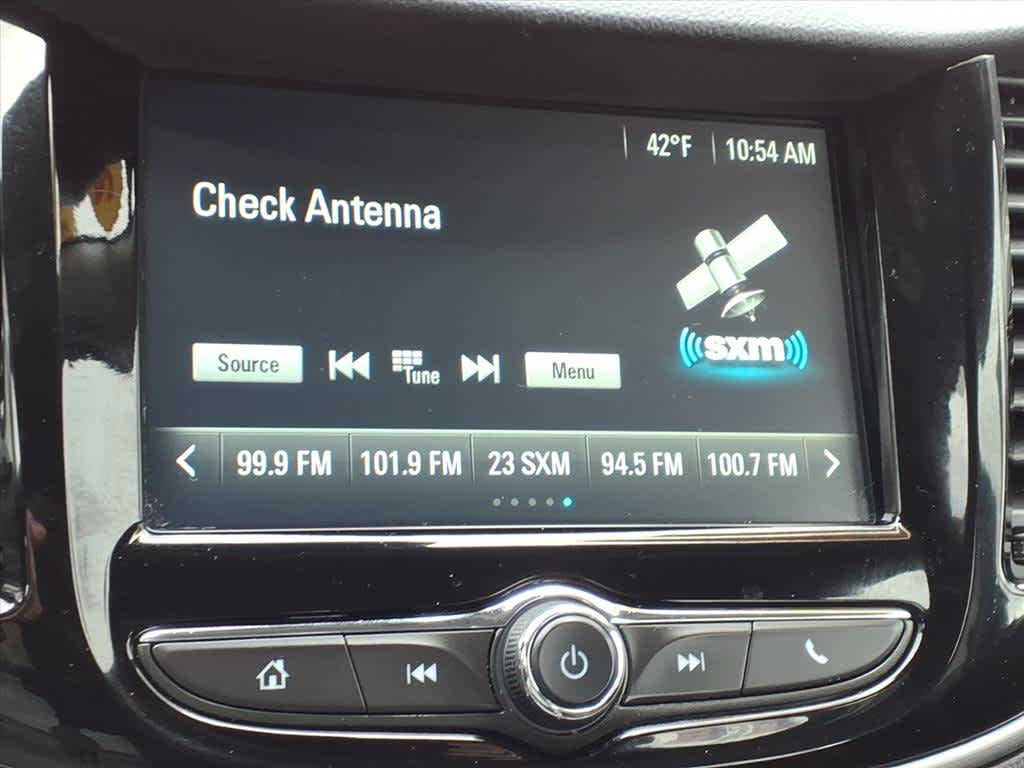 42°F 10:54 AM
Check Antenna
sxm
Source Tune Menu
99.9 FM 101.9 FM 23 SXM 94.5 FM 100.7 FM